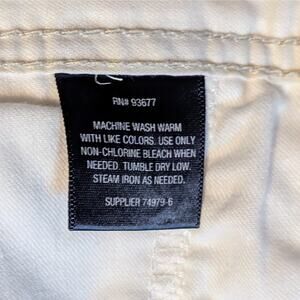 RN# 93677
MACHINE WASH WARM
WITH LIKE COLORS. USE ONLY
NON-CHLORINE BLEACH WHEN
NEEDED. TUMBLE DRY LOW.
STEAM IRON AS NEEDED.
SUPPLIER 74979-6